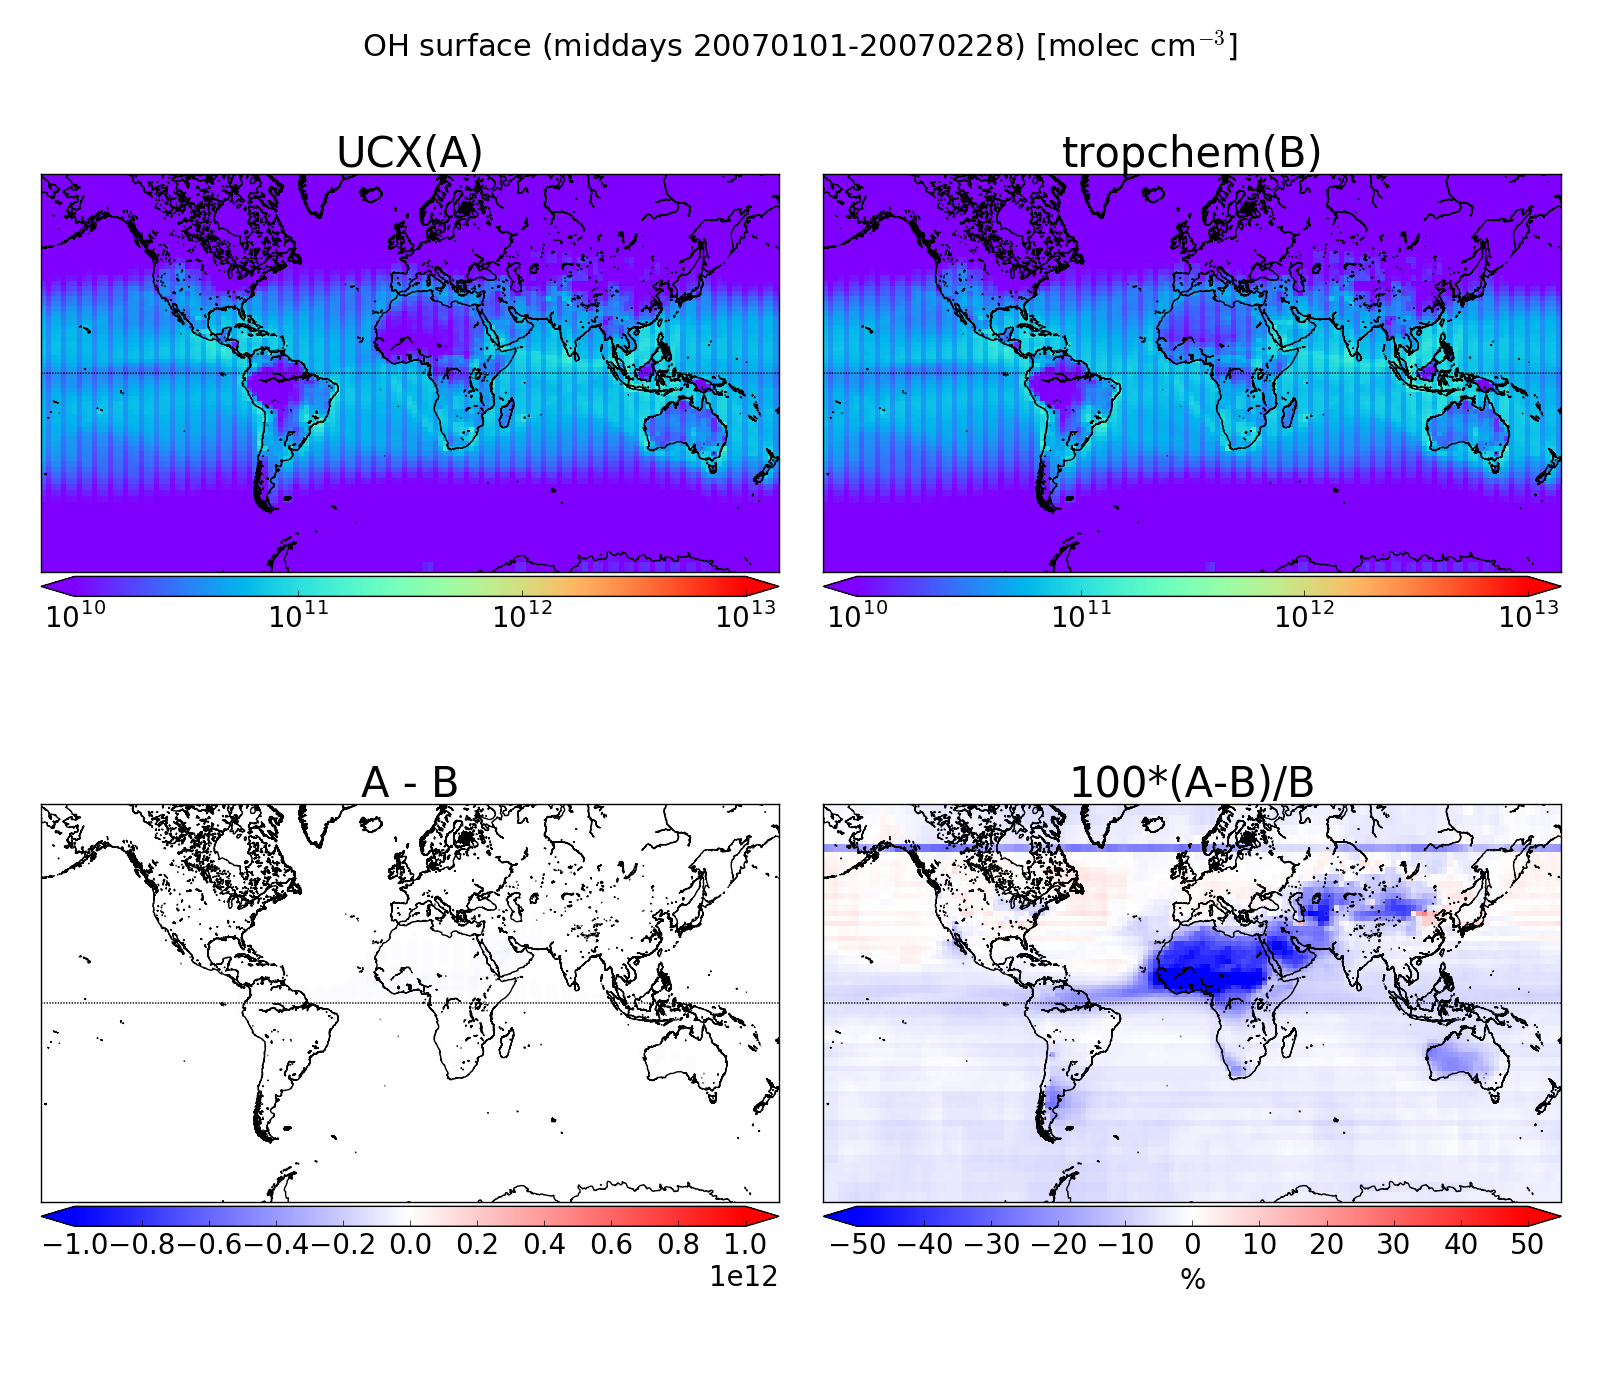 OH surface (middays 20070101-20070228) [molec cm⁻³]
UCX(A)
tropchem(B)
10¹⁰ 10¹¹ 10¹² 10¹³
10¹⁰ 10¹¹ 10¹² 10¹³
A - B
100*(A-B)/B
−1.0 −0.8 −0.6 −0.4 −0.2 0.0 0.2 0.4 0.6 0.8 1.0
1e12
−50 −40 −30 −20 −10 0 10 20 30 40 50
%